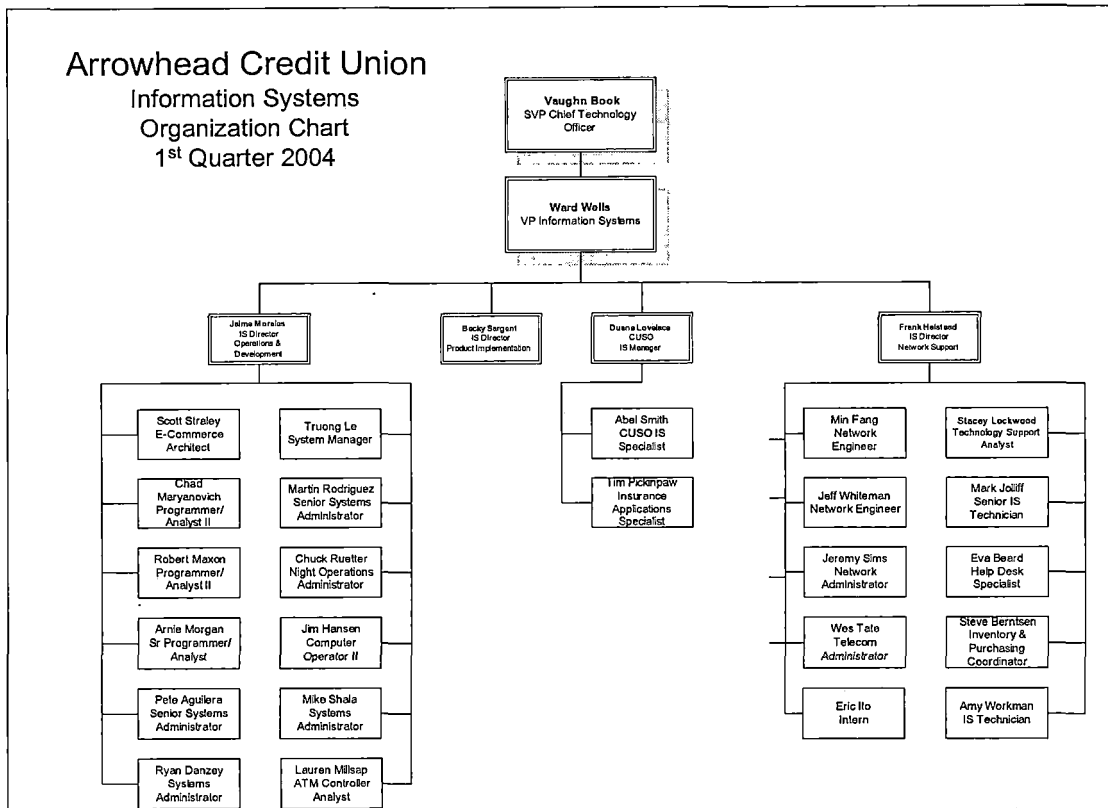 Arrowhead Credit Union
Information Systems
Organization Chart
1st Quarter 2004
Vaughn Book
SVP Chief Technology
Officer
Ward Wells
VP Information Systems
Jaime Morales
IS Director
Operations &
Development
Becky Sargent
IS Director
Product Implementation
Duane Lovelace
CUSO
IS Manager
Frank Halstead
IS Director
Network Support
Scott Straley
E-Commerce
Architect
Truong Le
System Manager
Chad
Maryanovich
Programmer/
Analyst II
Martin Rodriguez
Senior Systems
Administrator
Robert Maxon
Programmer/
Analyst II
Chuck Ruetter
Night Operations
Administrator
Arnie Morgan
Sr Programmer/
Analyst
Jim Hansen
Computer
Operator II
Pete Aguilera
Senior Systems
Administrator
Mike Shala
Systems
Administrator
Ryan Danzey
Systems
Administrator
Lauren Millsap
ATM Controller
Analyst
Abel Smith
CUSO IS
Specialist
Tim Pickinpaw
Insurance
Applications
Specialist
Min Fang
Network
Engineer
Stacey Lockwood
Technology Support
Analyst
Jeff Whiteman
Network Engineer
Mark Jolliff
Senior IS
Technician
Jeremy Sims
Network
Administrator
Eva Beard
Help Desk
Specialist
Wes Tate
Telecom
Administrator
Steve Berntsen
Inventory &
Purchasing
Coordinator
Eric Ito
Intern
Amy Workman
IS Technician